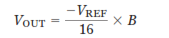 V_OUT = −V_REF / 16 × B